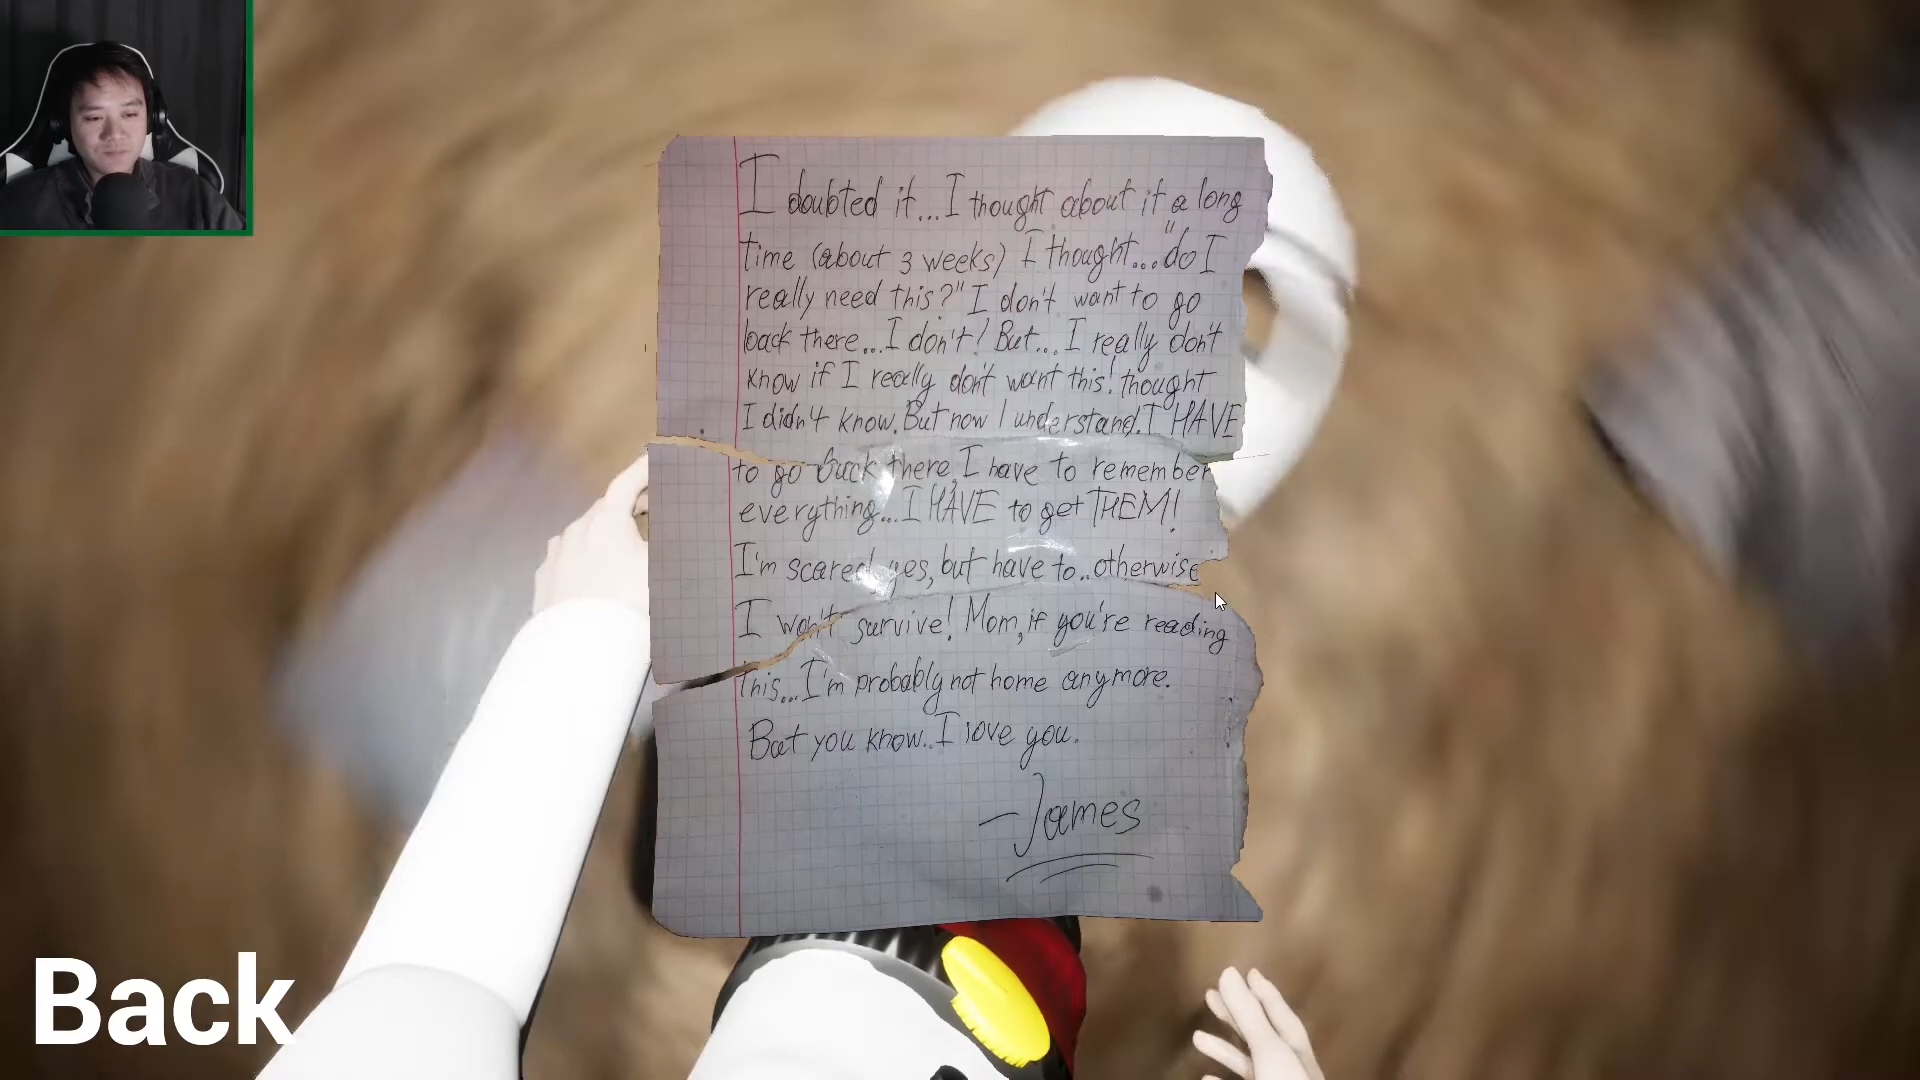 I doubted it...I thought about it a long
time (about 3 weeks) I thought..."do I
really need this?" I don't want to go
back there...I don't! But...I really don't
know if I really don't want this! thought
I didn't know. But now I understand. I HAVE
to go back there, I have to remember
everything...I HAVE to get THEM!
I'm scared, yes, but have to..otherwise
I won't survive! Mom, if you're reading
this...I'm probably not home anymore.
But you know..I love you.
-James
Back